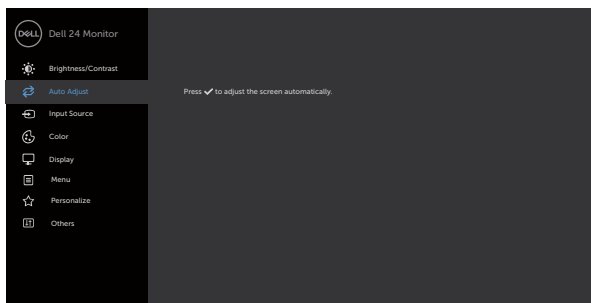 DELL
Dell 24 Monitor
Brightness/Contrast
Auto Adjust
Press ✓ to adjust the screen automatically.
Input Source
Color
Display
Menu
Personalize
Others